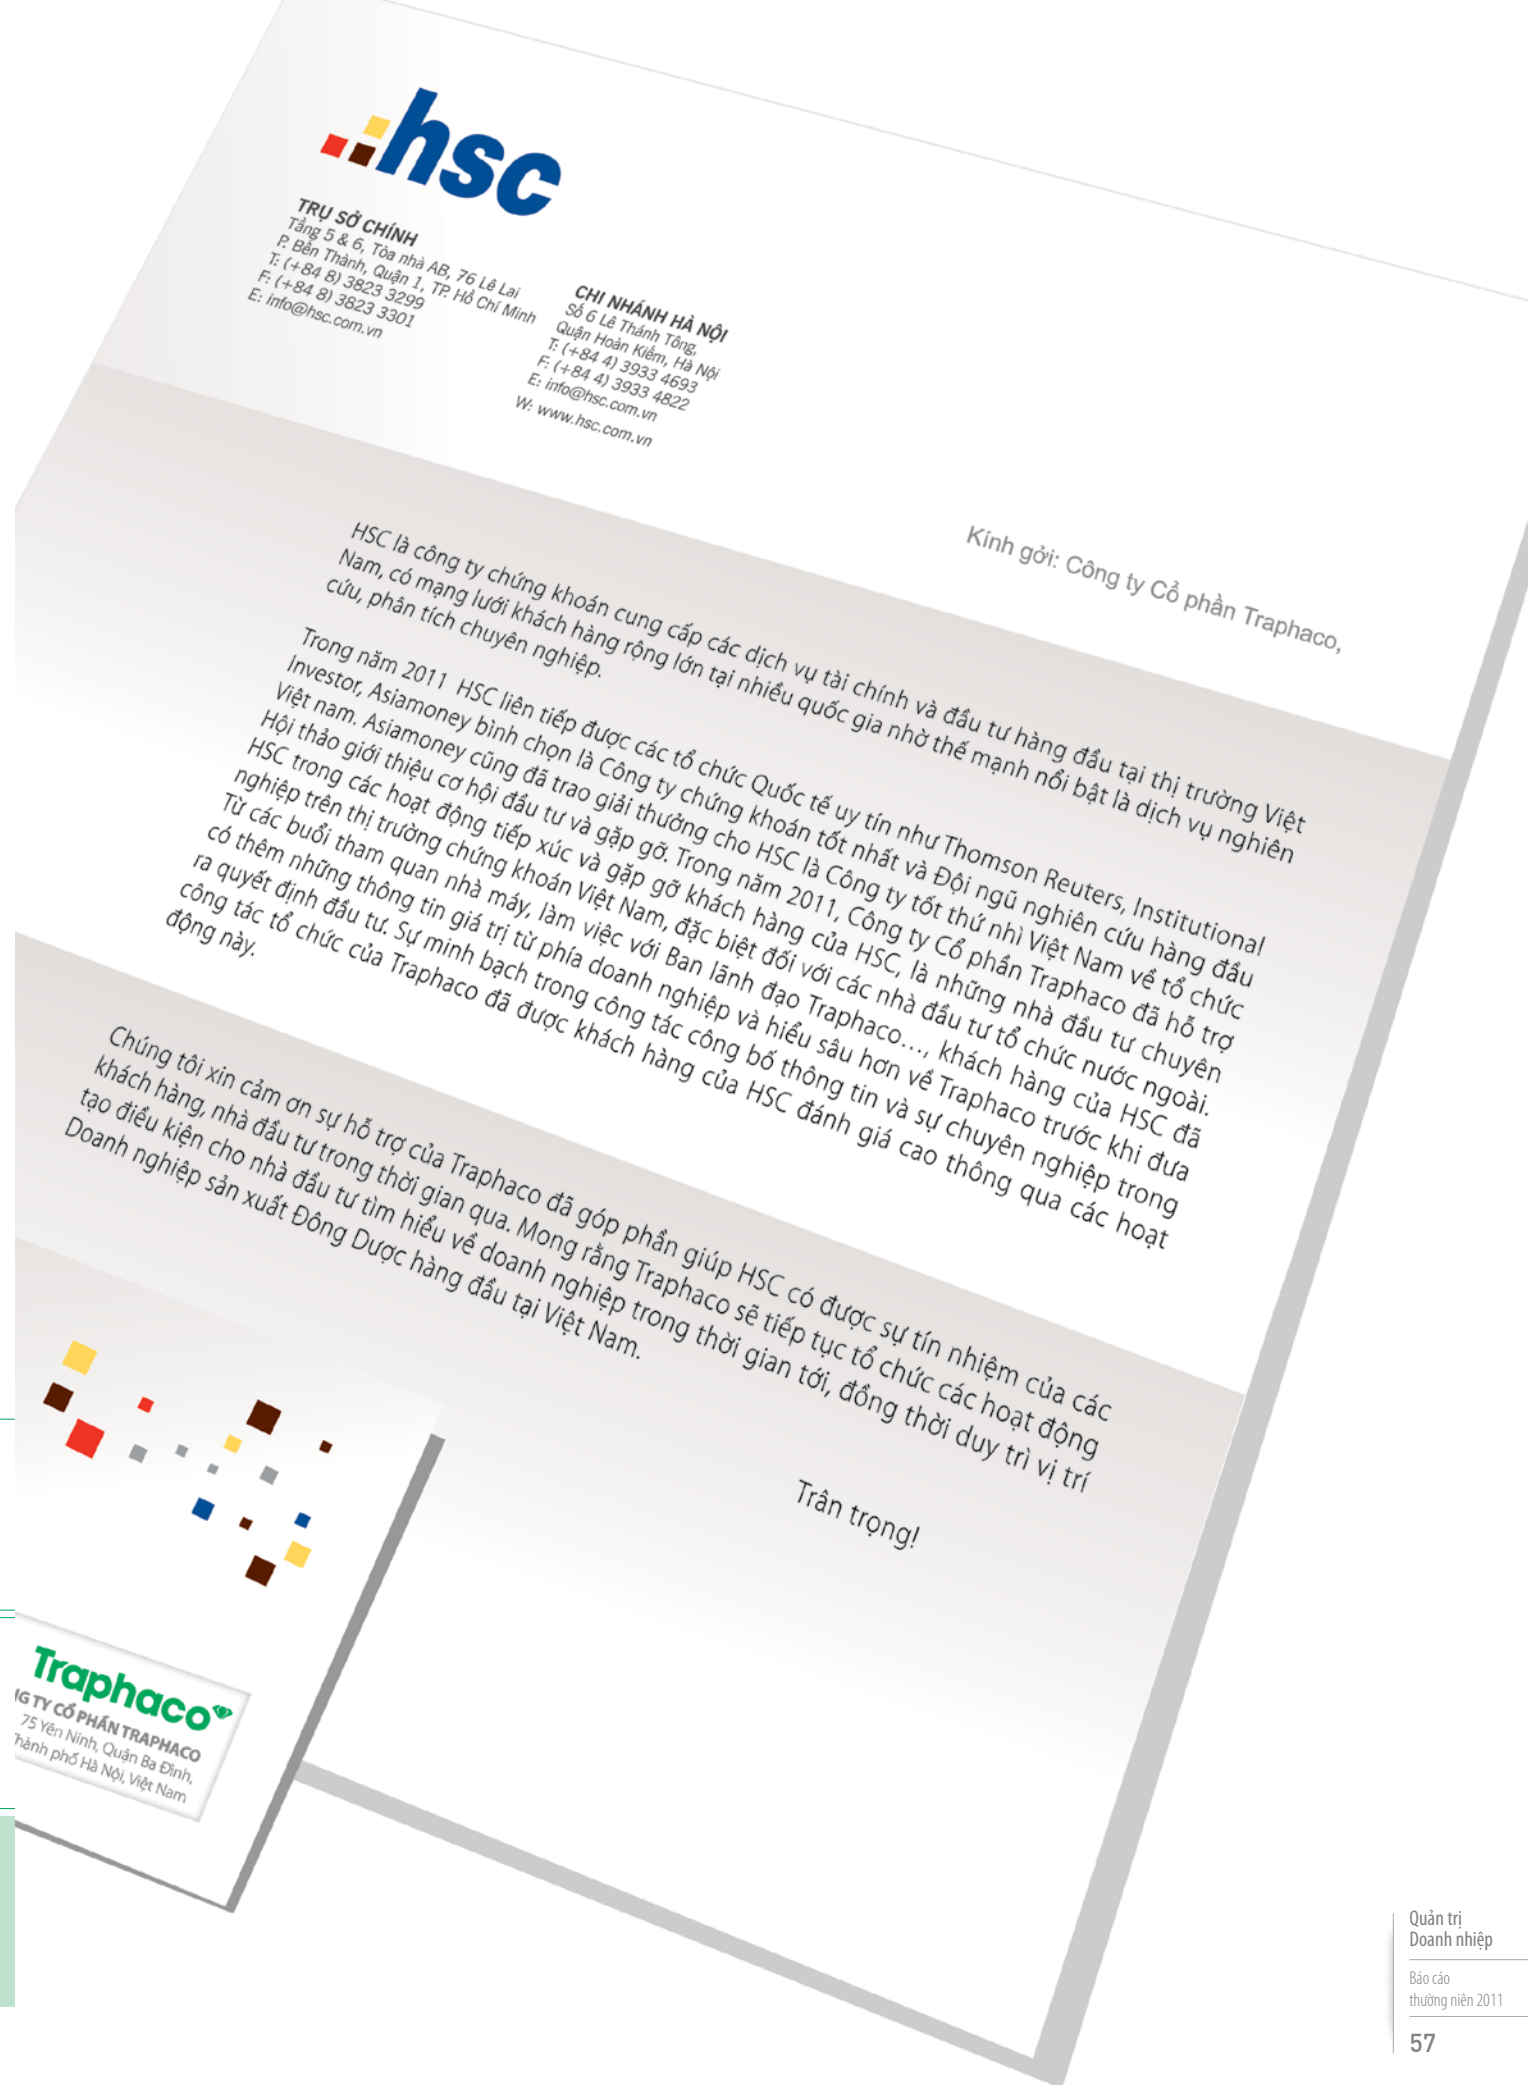 hsc
TRỤ SỞ CHÍNH
Tầng 5 & 6, Tòa nhà AB, 76 Lê Lai
P. Bến Thành, Quận 1, TP. Hồ Chí Minh
T: (+84 8) 3823 3299
F: (+84 8) 3823 3301
E: info@hsc.com.vn
CHI NHÁNH HÀ NỘI
Số 6 Lê Thánh Tông,
Quận Hoàn Kiếm, Hà Nội
T: (+84 4) 3933 4693
F: (+84 4) 3933 4822
E: info@hsc.com.vn
W: www.hsc.com.vn
Kính gởi: Công ty Cổ phần Traphaco,
HSC là công ty chứng khoán cung cấp các dịch vụ tài chính và đầu tư hàng đầu tại thị trường Việt
Nam, có mạng lưới khách hàng rộng lớn tại nhiều quốc gia nhờ thế mạnh nổi bật là dịch vụ nghiên
cứu, phân tích chuyên nghiệp.
Trong năm 2011 HSC liên tiếp được các tổ chức Quốc tế uy tín như Thomson Reuters, Institutional
Investor, Asiamoney bình chọn là Công ty chứng khoán tốt nhất và Đội ngũ nghiên cứu hàng đầu
Việt nam. Asiamoney cũng đã trao giải thưởng cho HSC là Công ty tốt thứ nhì Việt Nam về tổ chức
Hội thảo giới thiệu cơ hội đầu tư và gặp gỡ. Trong năm 2011, Công ty Cổ phần Traphaco đã hỗ trợ
HSC trong các hoạt động tiếp xúc và gặp gỡ khách hàng của HSC, là những nhà đầu tư chuyên
nghiệp trên thị trường chứng khoán Việt Nam, đặc biệt đối với các nhà đầu tư tổ chức nước ngoài.
Từ các buổi tham quan nhà máy, làm việc với Ban lãnh đạo Traphaco..., khách hàng của HSC đã
có thêm những thông tin giá trị từ phía doanh nghiệp và hiểu sâu hơn về Traphaco trước khi đưa
ra quyết định đầu tư. Sự minh bạch trong công tác công bố thông tin và sự chuyên nghiệp trong
công tác tổ chức của Traphaco đã được khách hàng của HSC đánh giá cao thông qua các hoạt
động này.
Chúng tôi xin cảm ơn sự hỗ trợ của Traphaco đã góp phần giúp HSC có được sự tín nhiệm của các
khách hàng, nhà đầu tư trong thời gian qua. Mong rằng Traphaco sẽ tiếp tục tổ chức các hoạt động
tạo điều kiện cho nhà đầu tư tìm hiểu về doanh nghiệp trong thời gian tới, đồng thời duy trì vị trí
Doanh nghiệp sản xuất Đông Dược hàng đầu tại Việt Nam.
Trân trọng!
Traphaco
NG TY CỔ PHẦN TRAPHACO
75 Yên Ninh, Quận Ba Đình,
Thành phố Hà Nội, Việt Nam
Quản trị
Doanh nhiệp
Báo cáo
thường niên 2011
57